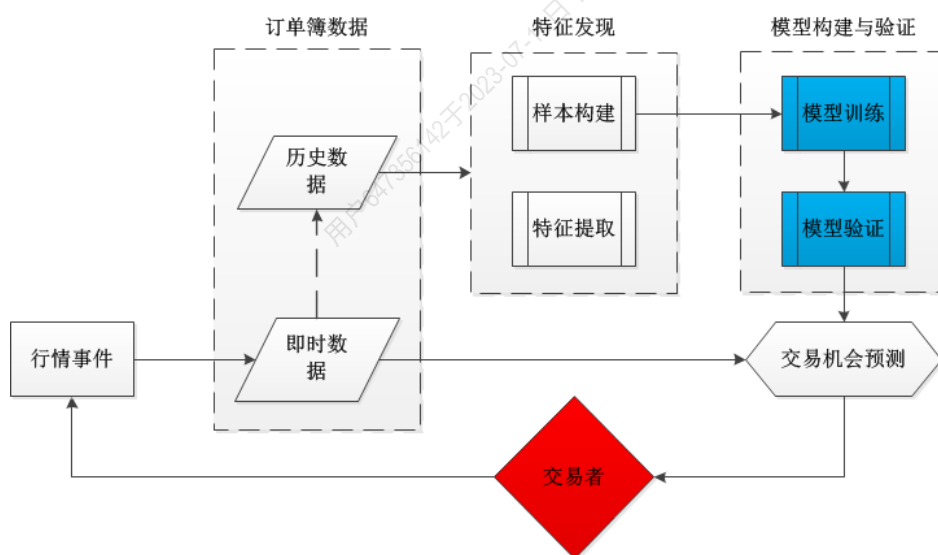 订单簿数据
特征发现
模型构建与验证
样本构建
模型训练
历史数
据
特征提取
模型验证
行情事件
即时数
据
交易机会预测
交易者